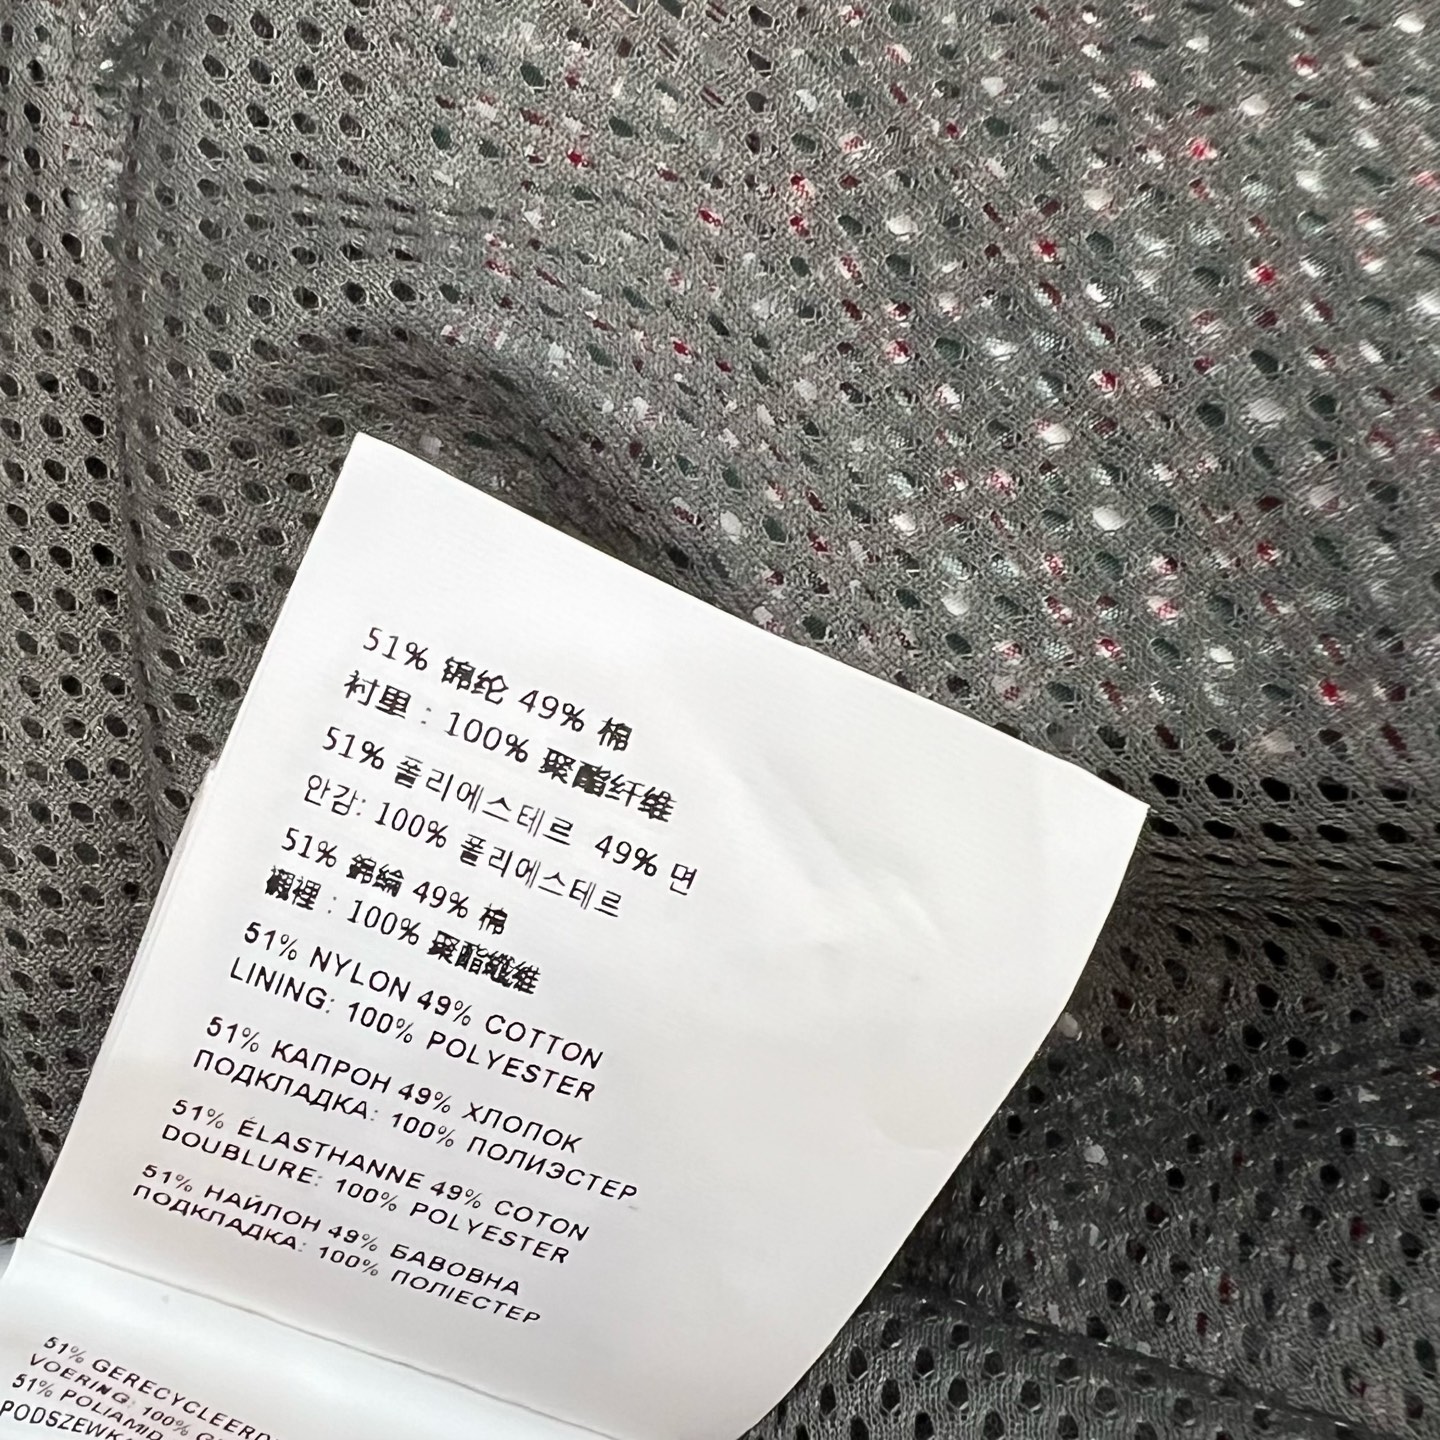 51% 锦纶 49% 棉
衬里 : 100% 聚酯纤维
51% 폴리에스테르 49% 면
안감: 100% 폴리에스테르
51% 錦綸 49% 棉
襯裡 : 100% 聚酯纖維
51% NYLON 49% COTTON
LINING: 100% POLYESTER
51% КАПРОН 49% ХЛОПОК
ПОДКЛАДКА: 100% ПОЛИЭСТЕР
51% ÉLASTHANNE 49% COTON
DOUBLURE: 100% POLYESTER
51% НАЙЛОН 49% БАВОВНА
ПОДКЛАДКА: 100% ПОЛІЕСТЕР
51%
VOERING: 100%
51% POLIAMID